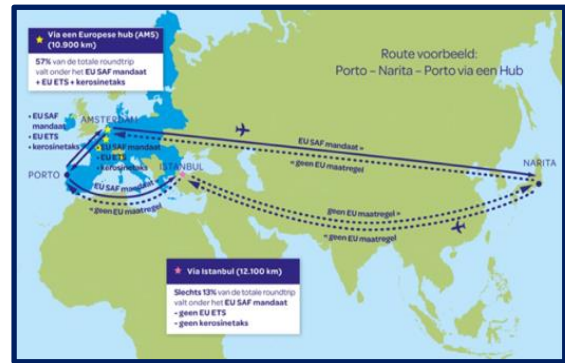 Via een Europese hub (AMS)
(10.900 km)
57% van de totale roundtrip
valt onder het EU SAF mandaat
+ EU ETS + kerosinetaks
Route voorbeeld:
Porto – Narita – Porto via een Hub
AMSTERDAM
• EU SAF
mandaat
• EU ETS
• kerosinetaks
• EU SAF
mandaat
• EU ETS
• kerosinetaks
ISTANBUL
PORTO
EU SAF mandaat
« geen EU maatregel
EU SAF mandaat »
« geen EU maatregel
NARITA
geen EU maatregel »
« geen EU maatregel
Via Istanbul (12.100 km)
Slechts 13% van de totale roundtrip
valt onder het EU SAF mandaat
- geen EU ETS
- geen kerosinetaks